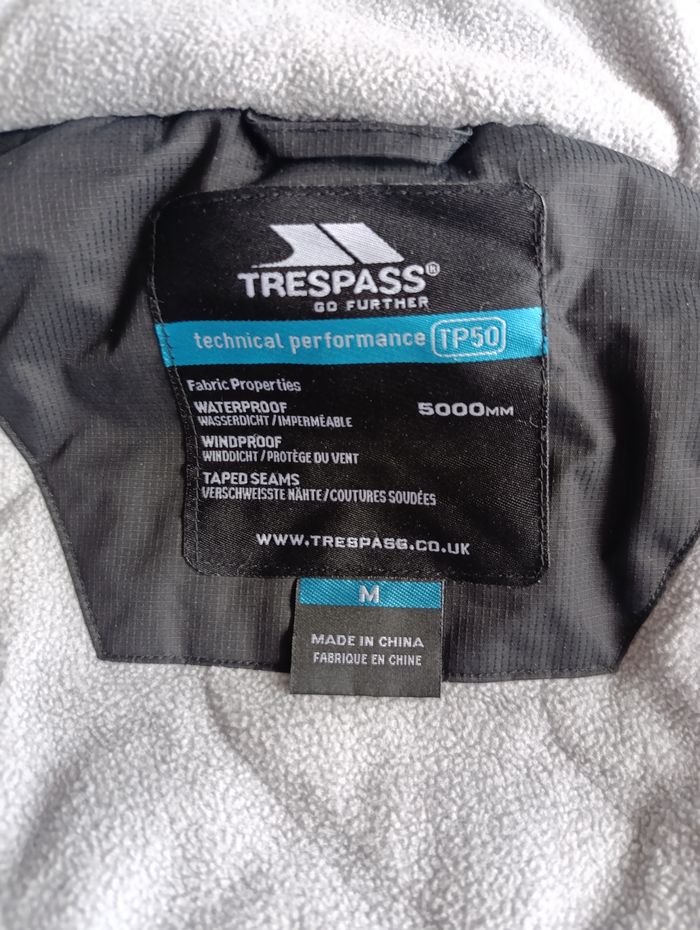 TRESPASS®
GO FURTHER
technical performance TP50
Fabric Properties
WATERPROOF 5000MM
WASSERDICHT / IMPERMÉABLE
WINDPROOF
WINDDICHT / PROTÈGE DU VENT
TAPED SEAMS
VERSCHWEISSTE NÄHTE / COUTURES SOUDÉES
WWW.TRESPASS.CO.UK
M
MADE IN CHINA
FABRIQUE EN CHINE